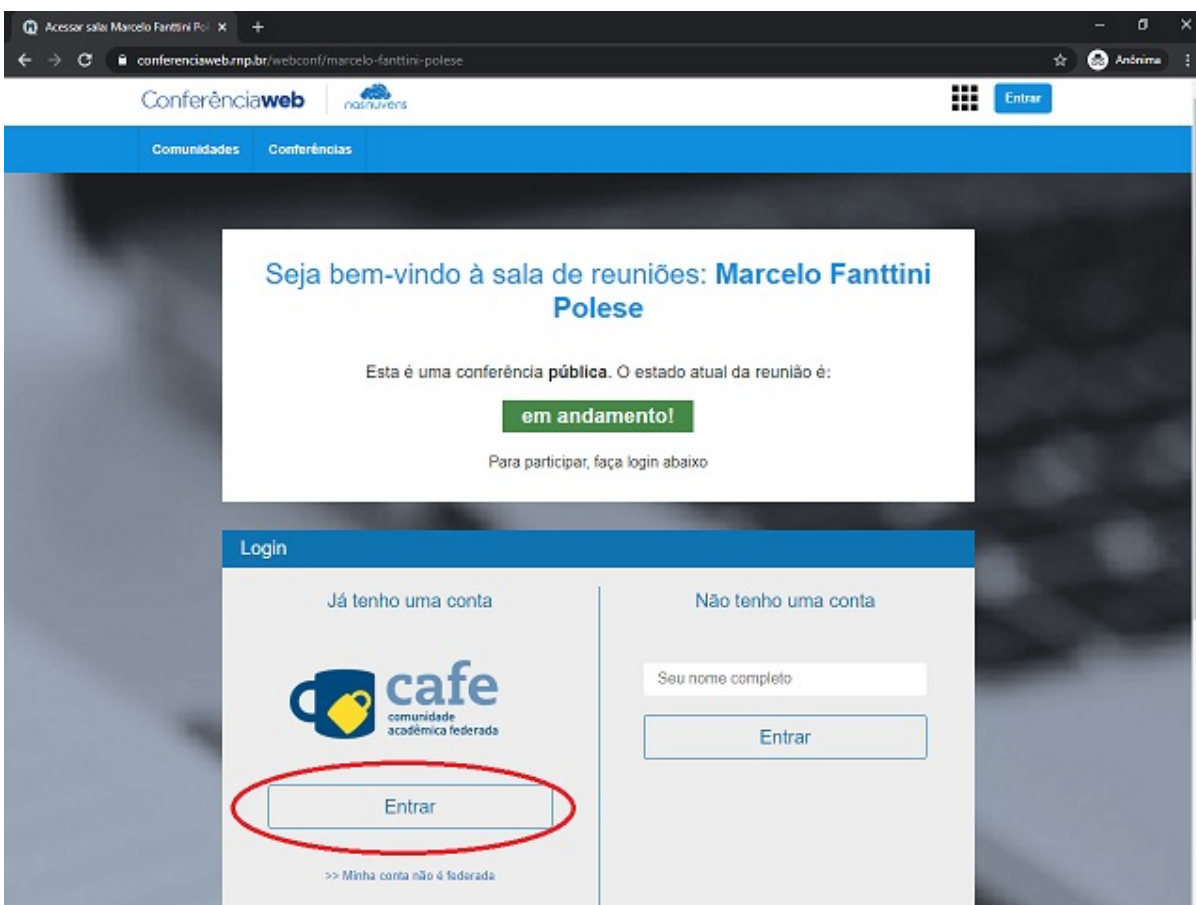 Acessar sala: Marcelo Fanttini Pol
conferenciaweb.rnp.br/webconf/marcelo-fanttini-polese
Anônima
Conferênciaweb
nasnuvens
Entrar
Comunidades
Conferências
Seja bem-vindo à sala de reuniões: Marcelo Fanttini
Polese
Esta é uma conferência pública. O estado atual da reunião é:
em andamento!
Para participar, faça login abaixo
Login
Já tenho uma conta
Não tenho uma conta
cafe
comunidade
acadêmica federada
Seu nome completo
Entrar
Entrar
>> Minha conta não é federada